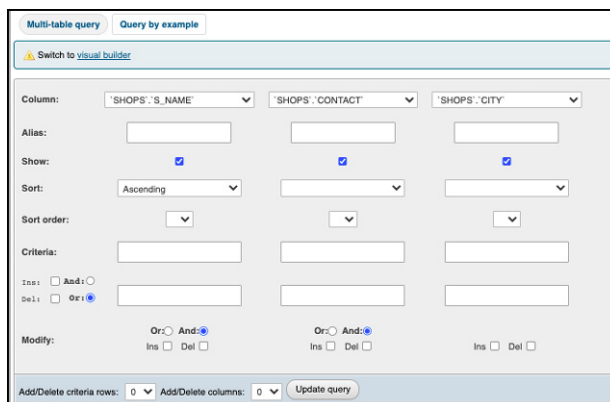 Multi-table query Query by example
Switch to visual builder
Column: `SHOPS`.`S_NAME` `SHOPS`.`CONTACT` `SHOPS`.`CITY`
Alias:
Show:
Sort: Ascending
Sort order:
Criteria:
Ins: And:
Del: Or:
Modify: Or: And: Or: And:
Ins Del Ins Del Ins Del
Add/Delete criteria rows: 0 Add/Delete columns: 0 Update query